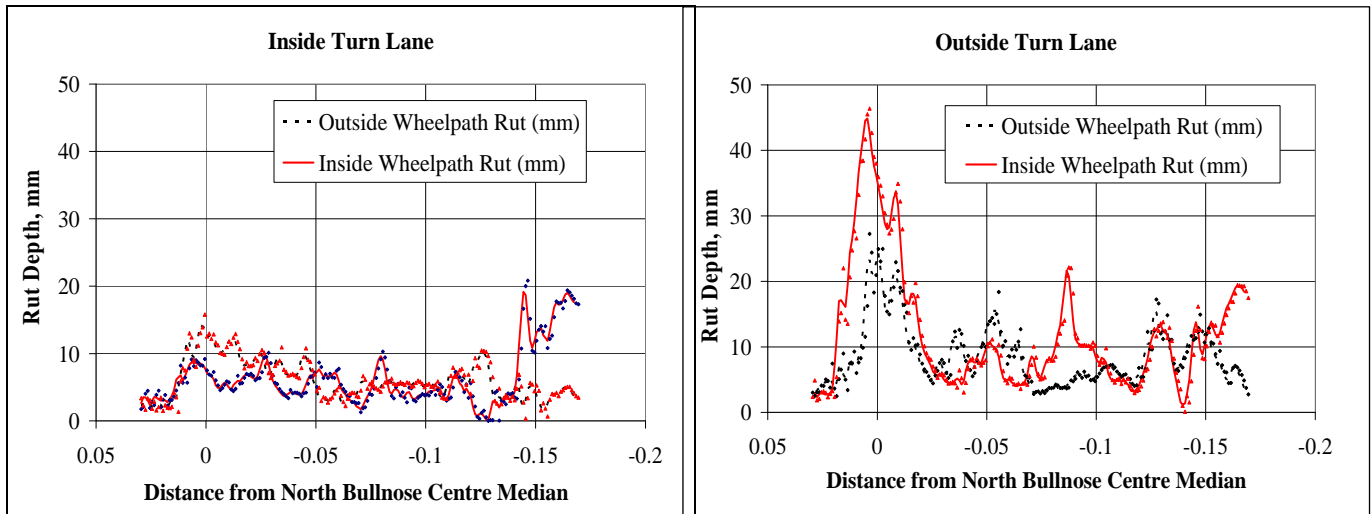 Inside Turn Lane
50
40
30
20
10
0
Rut Depth, mm
Outside Wheelpath Rut (mm)
Inside Wheelpath Rut (mm)
0.05 0 -0.05 -0.1 -0.15 -0.2
Distance from North Bullnose Centre Median
Outside Turn Lane
50
40
30
20
10
0
Rut Depth, mm
Outside Wheelpath Rut (mm)
Inside Wheelpath Rut (mm)
0.05 0 -0.05 -0.1 -0.15 -0.2
Distance from North Bullnose Centre Median